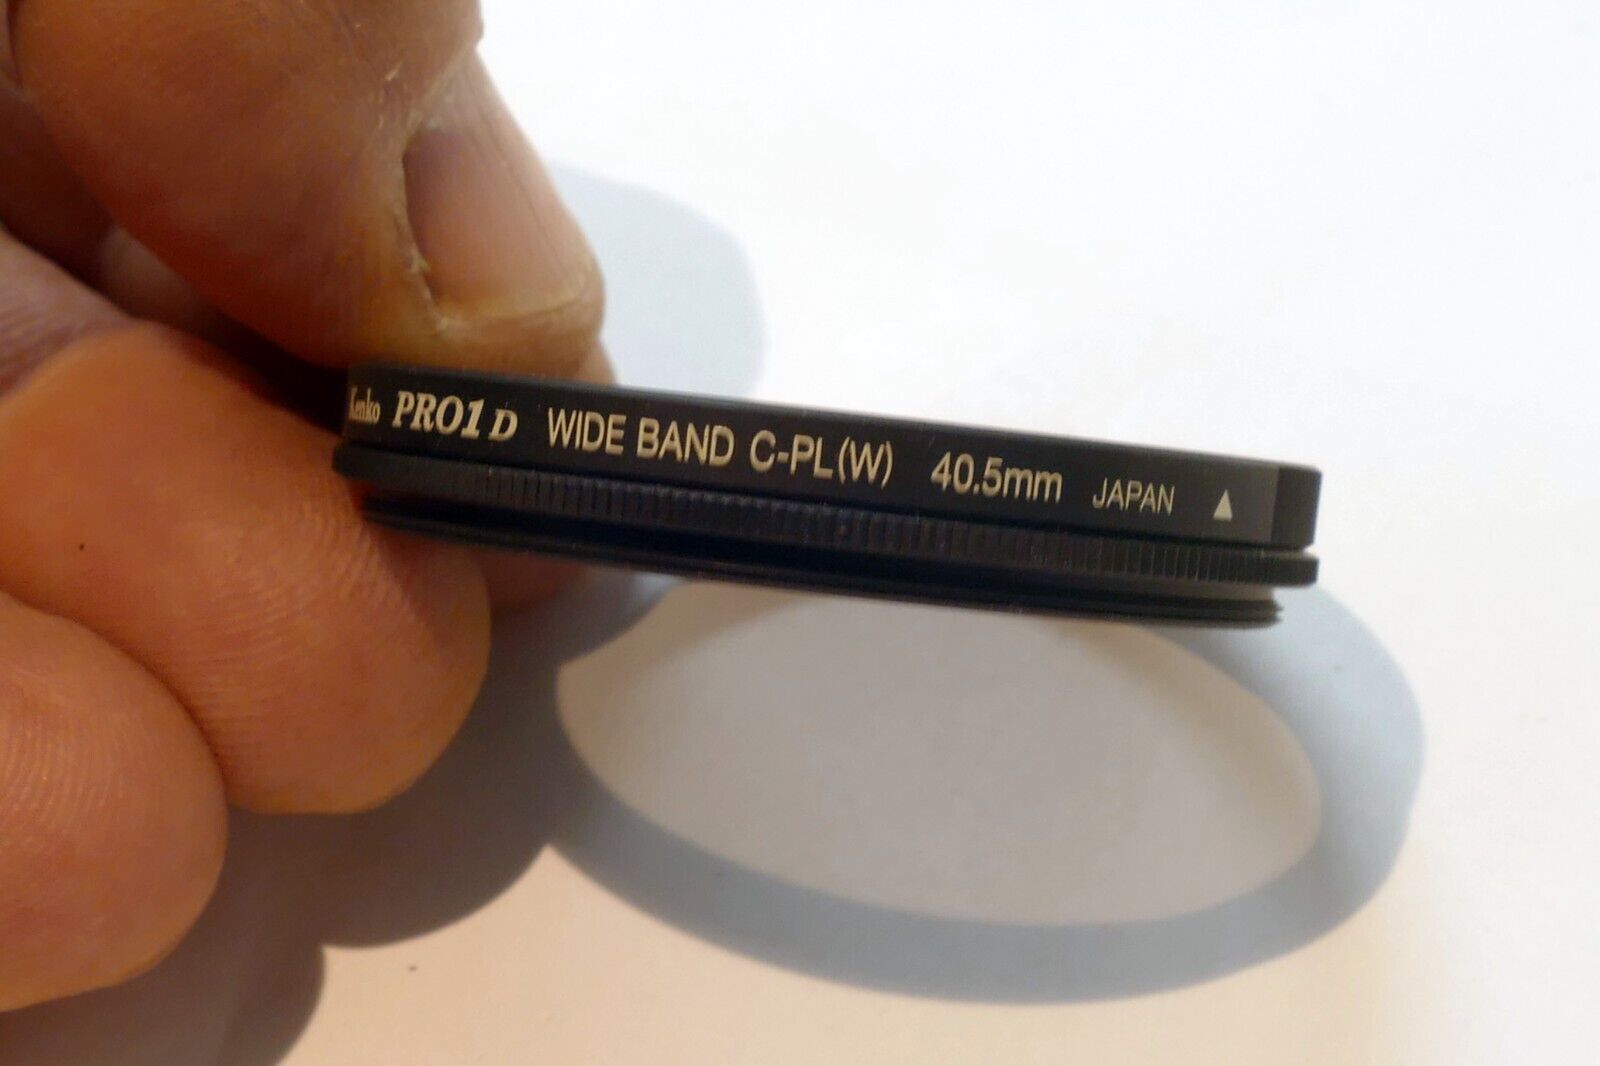 Kenko PRO1 D WIDE BAND C-PL(W) 40.5mm JAPAN ▲